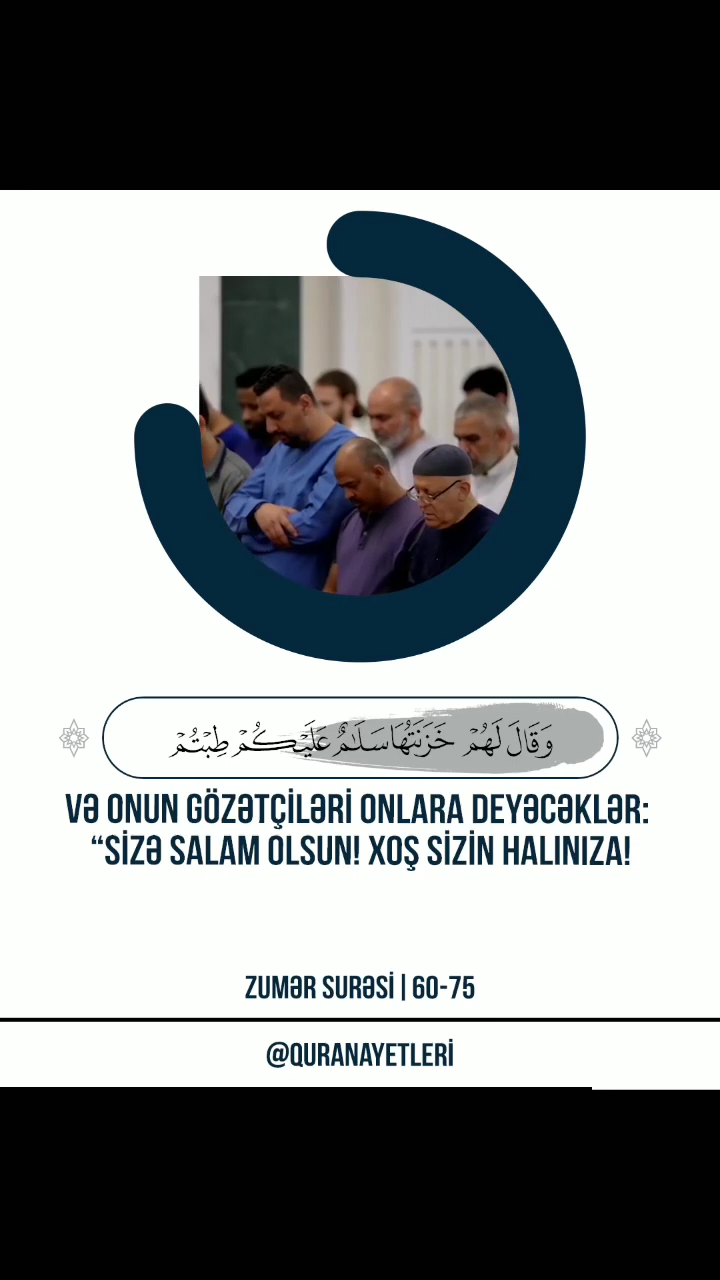 وَقَالَ لَهُمۡ خَزَنَتُهَا سَلَٰمٌ عَلَيۡكُمۡ طِبۡتُمۡ
VƏ ONUN GÖZƏTÇİLƏRİ ONLARA DEYƏCƏKLƏR:
“SİZƏ SALAM OLSUN! XOŞ SİZİN HALINIZA!
ZUMƏR SURƏSİ | 60-75
@QURANAYETLERİ